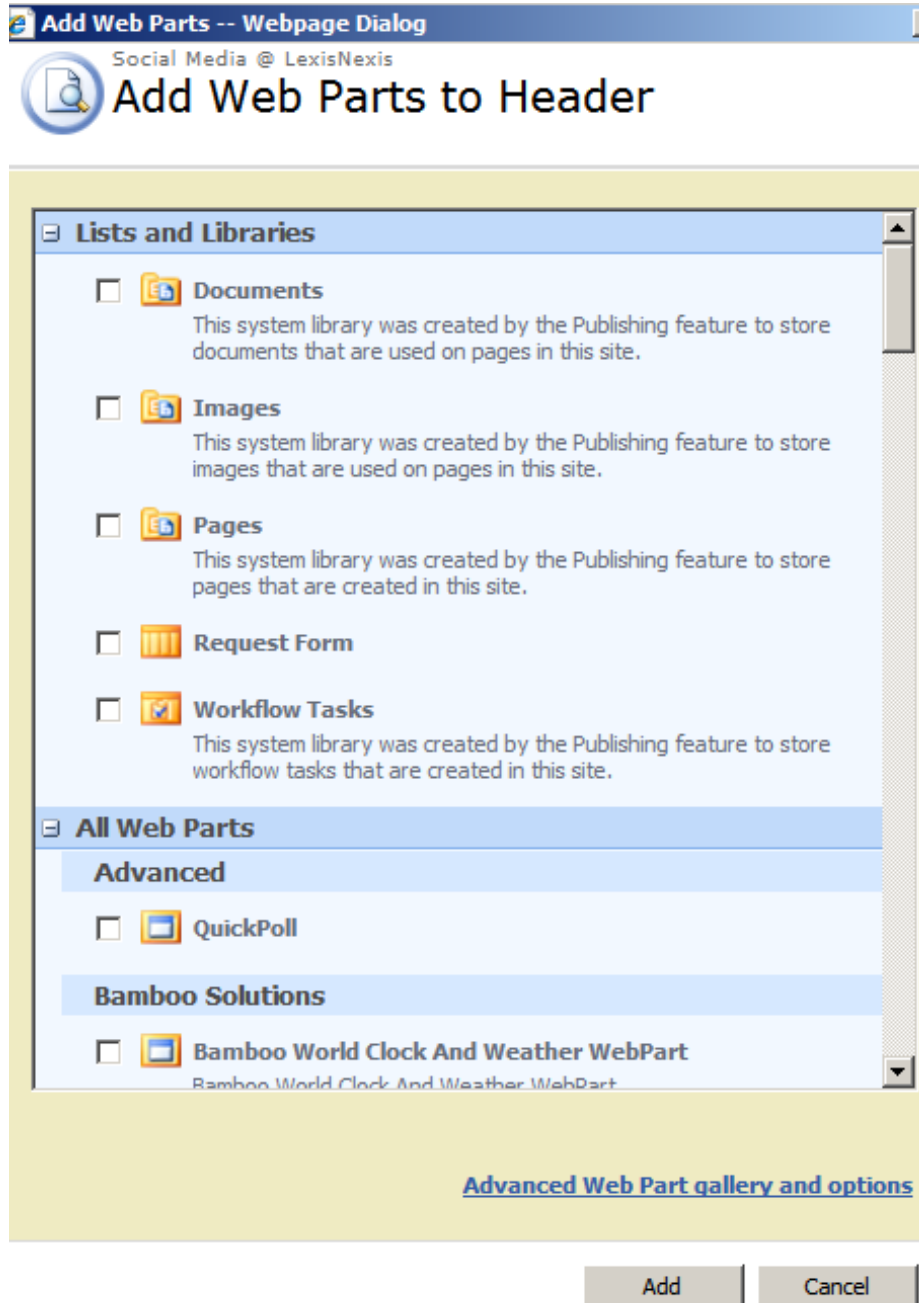 Add Web Parts -- Webpage Dialog
Social Media @ LexisNexis
Add Web Parts to Header
Lists and Libraries
Documents
This system library was created by the Publishing feature to store
documents that are used on pages in this site.
Images
This system library was created by the Publishing feature to store
images that are used on pages in this site.
Pages
This system library was created by the Publishing feature to store
pages that are created in this site.
Request Form
Workflow Tasks
This system library was created by the Publishing feature to store
workflow tasks that are created in this site.
All Web Parts
Advanced
QuickPoll
Bamboo Solutions
Bamboo World Clock And Weather WebPart
Bamboo World Clock And Weather WebPart
Advanced Web Part gallery and options
Add
Cancel